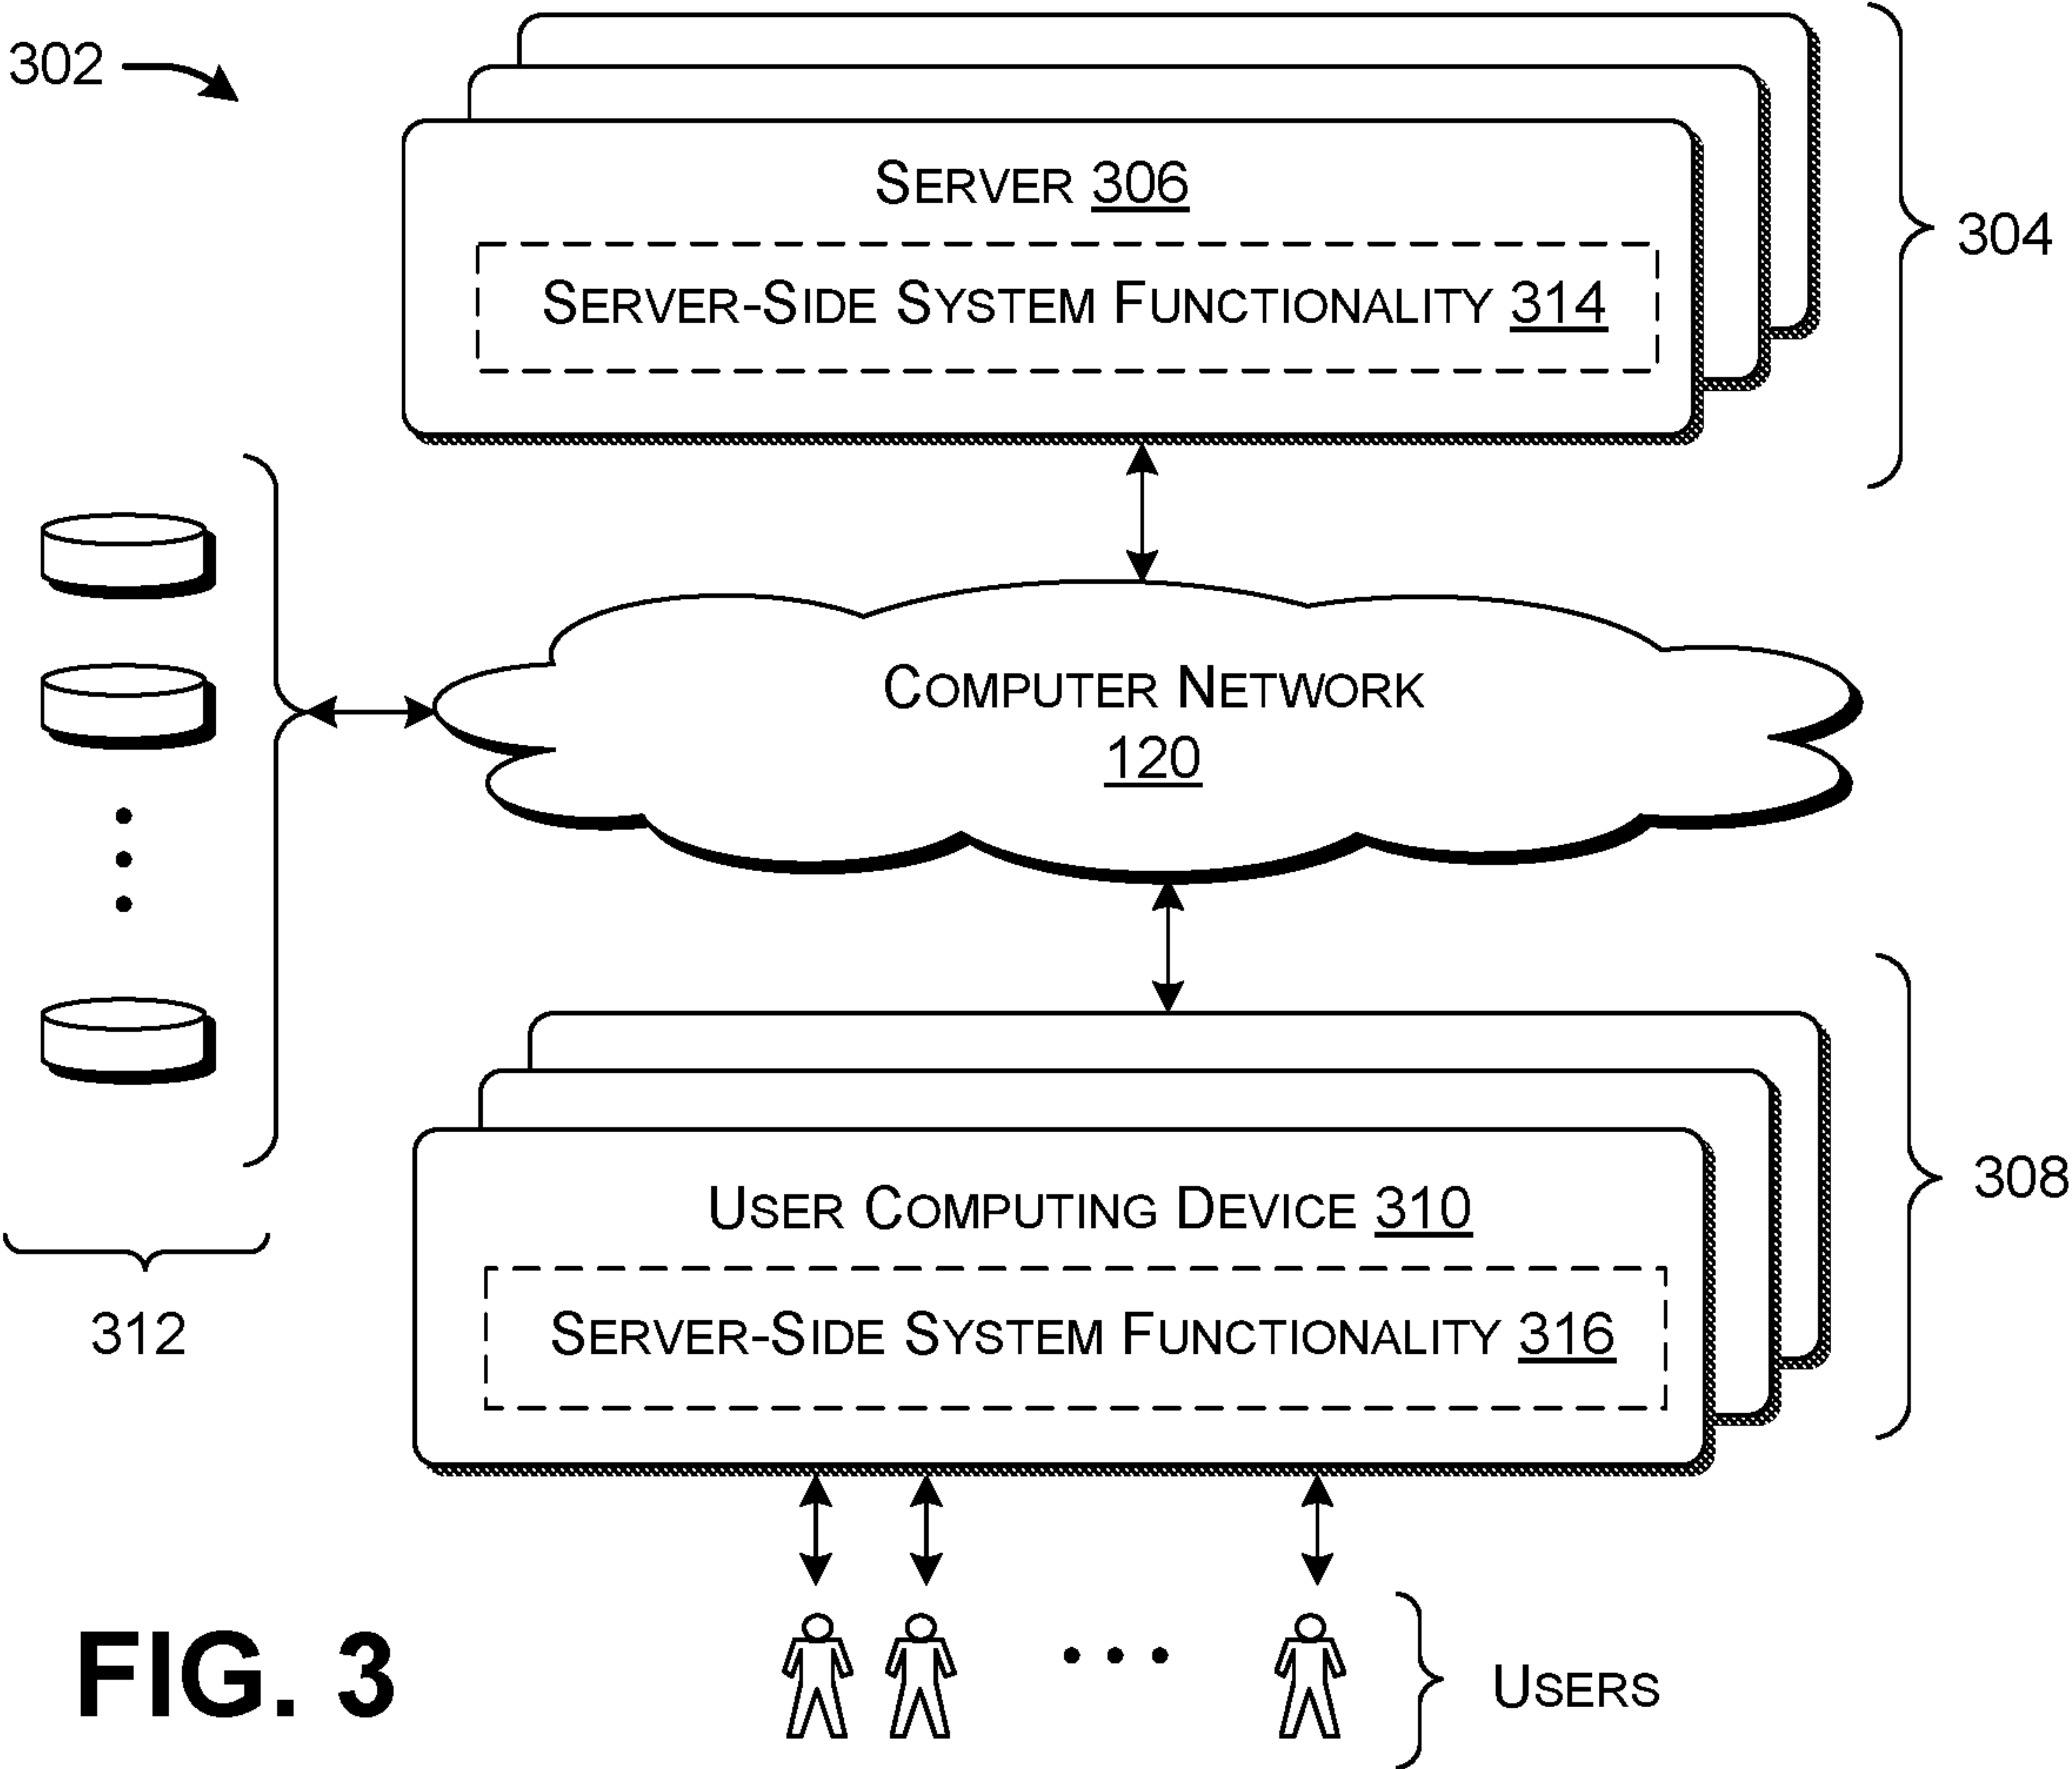 302
SERVER 306
SERVER-SIDE SYSTEM FUNCTIONALITY 314
304
COMPUTER NETWORK
120
USER COMPUTING DEVICE 310
SERVER-SIDE SYSTEM FUNCTIONALITY 316
308
312
USERS
FIG. 3